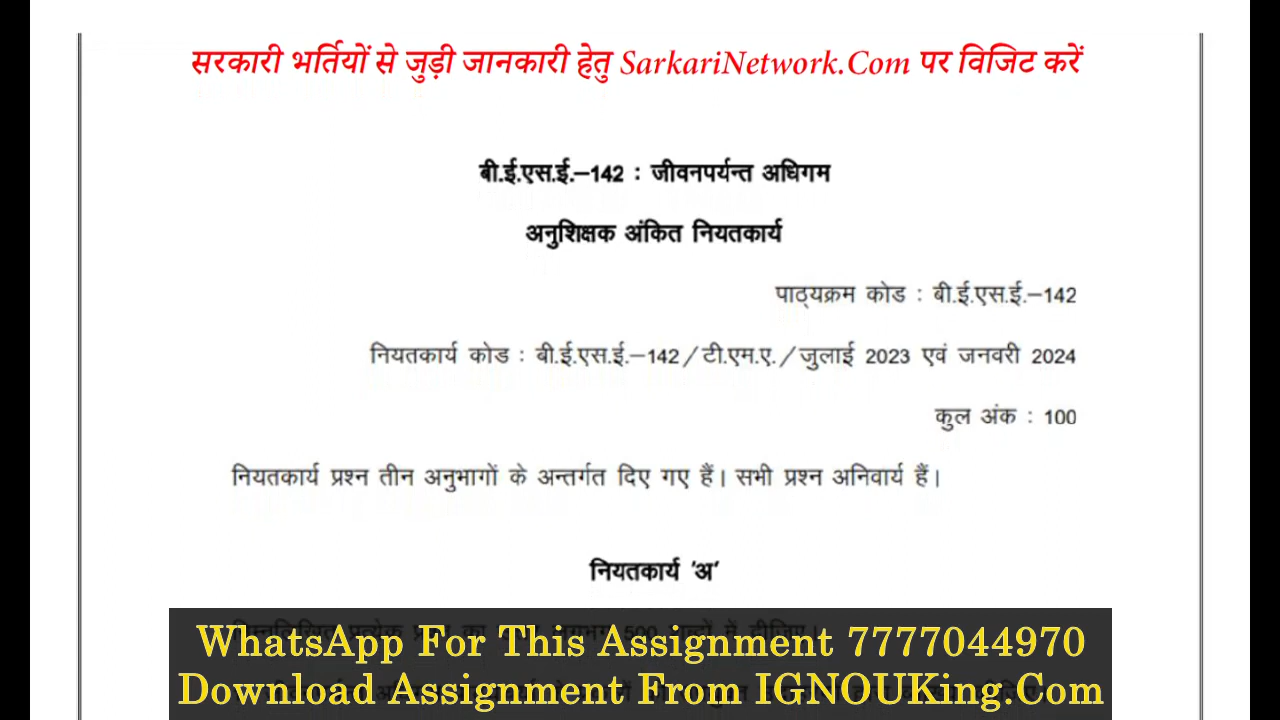 सरकारी भर्तियों से जुड़ी जानकारी हेतु SarkariNetwork.Com पर विजिट करें
बी.ई.एस.ई.–142 : जीवनपर्यन्त अधिगम
अनुशिक्षक अंकित नियतकार्य
पाठ्यक्रम कोड : बी.ई.एस.ई.–142
नियतकार्य कोड : बी.ई.एस.ई.–142/टी.एम.ए./जुलाई 2023 एवं जनवरी 2024
कुल अंक : 100
नियतकार्य प्रश्न तीन अनुभागों के अन्तर्गत दिए गए हैं। सभी प्रश्न अनिवार्य हैं।
नियतकार्य 'अ'
WhatsApp For This Assignment 7777044970
Download Assignment From IGNOUKing.Com